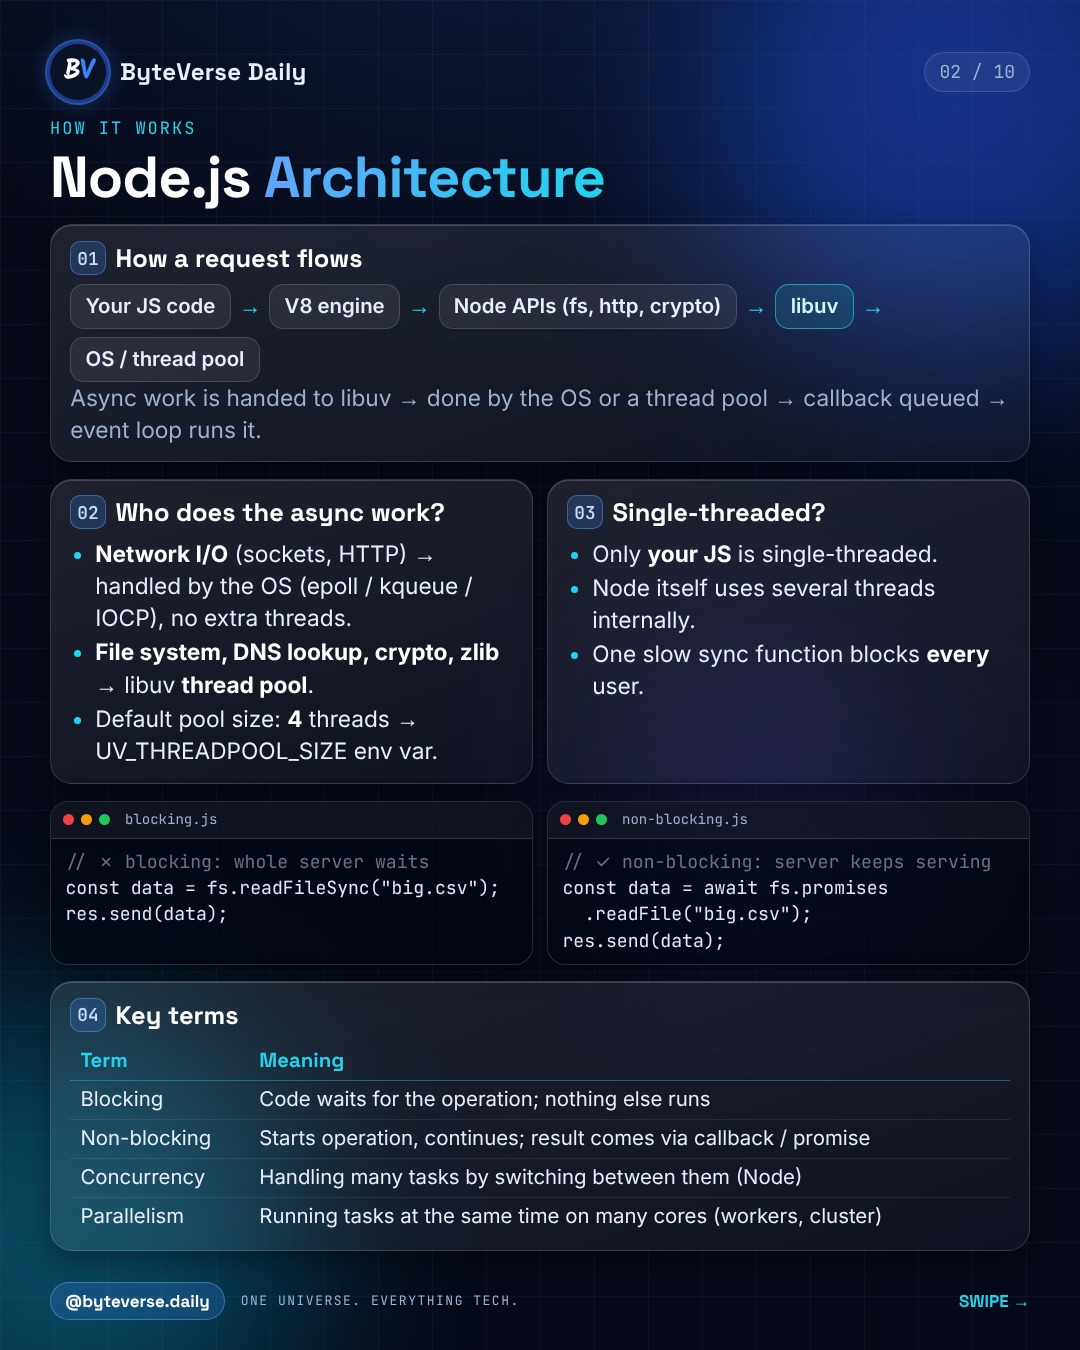 BV ByteVerse Daily
02 / 10
HOW IT WORKS
Node.js Architecture
01 How a request flows
Your JS code → V8 engine → Node APIs (fs, http, crypto) → libuv →
OS / thread pool
Async work is handed to libuv → done by the OS or a thread pool → callback queued →
event loop runs it.
02 Who does the async work?
• Network I/O (sockets, HTTP) →
handled by the OS (epoll / kqueue /
IOCP), no extra threads.
• File system, DNS lookup, crypto, zlib
→ libuv thread pool.
• Default pool size: 4 threads →
UV_THREADPOOL_SIZE env var.
03 Single-threaded?
• Only your JS is single-threaded.
• Node itself uses several threads
internally.
• One slow sync function blocks every
user.
blocking.js
// × blocking: whole server waits
const data = fs.readFileSync("big.csv");
res.send(data);
non-blocking.js
// ✓ non-blocking: server keeps serving
const data = await fs.promises
  .readFile("big.csv");
res.send(data);
04 Key terms
Term Meaning
Blocking Code waits for the operation; nothing else runs
Non-blocking Starts operation, continues; result comes via callback / promise
Concurrency Handling many tasks by switching between them (Node)
Parallelism Running tasks at the same time on many cores (workers, cluster)
@byteverse.daily ONE UNIVERSE. EVERYTHING TECH.
SWIPE →